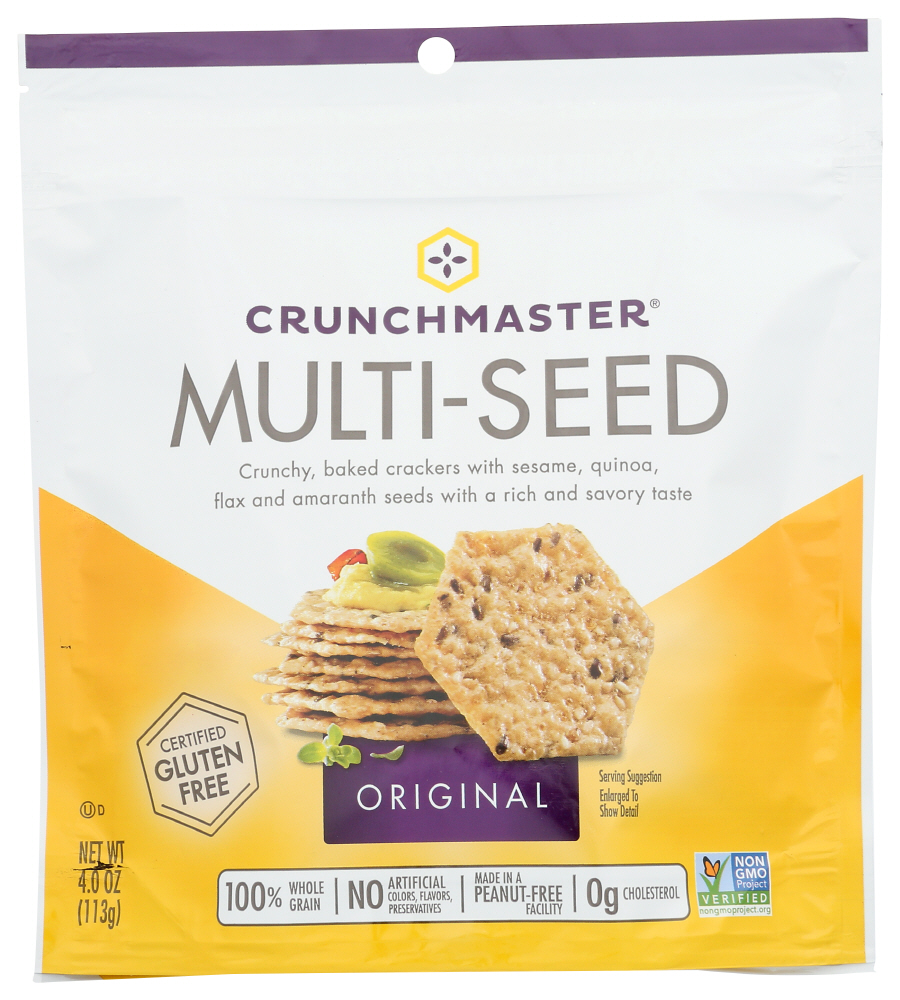 CRUNCHMASTER®
MULTI-SEED
Crunchy, baked crackers with sesame, quinoa,
flax and amaranth seeds with a rich and savory taste
CERTIFIED
GLUTEN
FREE
ORIGINAL
Serving Suggestion
Enlarged To
Show Detail
U D
NET WT
4.0 OZ
(113g)
100% WHOLE GRAIN
NO ARTIFICIAL COLORS, FLAVORS, PRESERVATIVES
MADE IN A PEANUT-FREE FACILITY
0g CHOLESTEROL
NON
GMO
Project
VERIFIED
nongmoproject.org